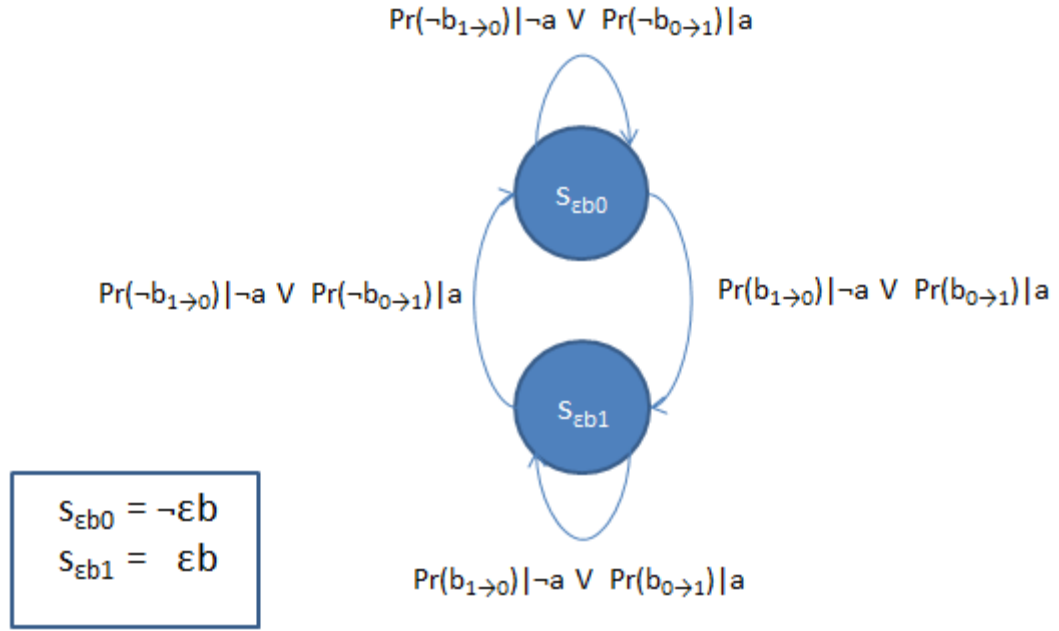 Pr(¬b₁→₀)|¬a V Pr(¬b₀→₁)|a
sεb0
Pr(¬b₁→₀)|¬a V Pr(¬b₀→₁)|a
Pr(b₁→₀)|¬a V Pr(b₀→₁)|a
sεb1
sεb0 = ¬εb
sεb1 = εb
Pr(b₁→₀)|¬a V Pr(b₀→₁)|a